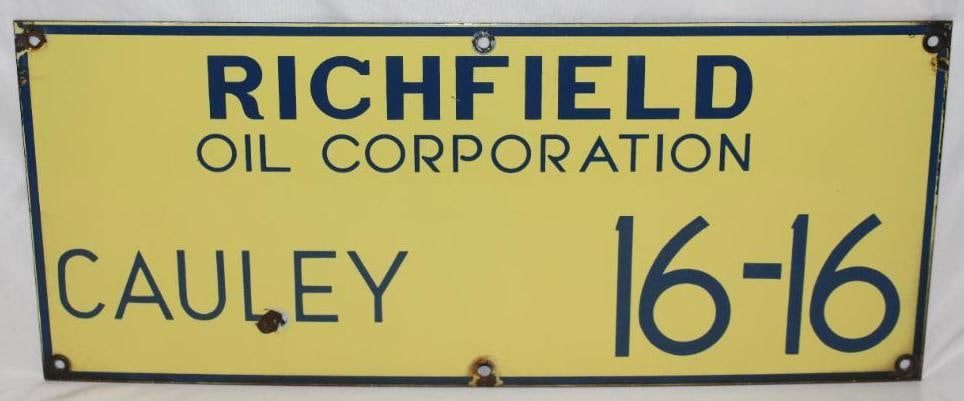 RICHFIELD
OIL CORPORATION
CAULEY 16-16